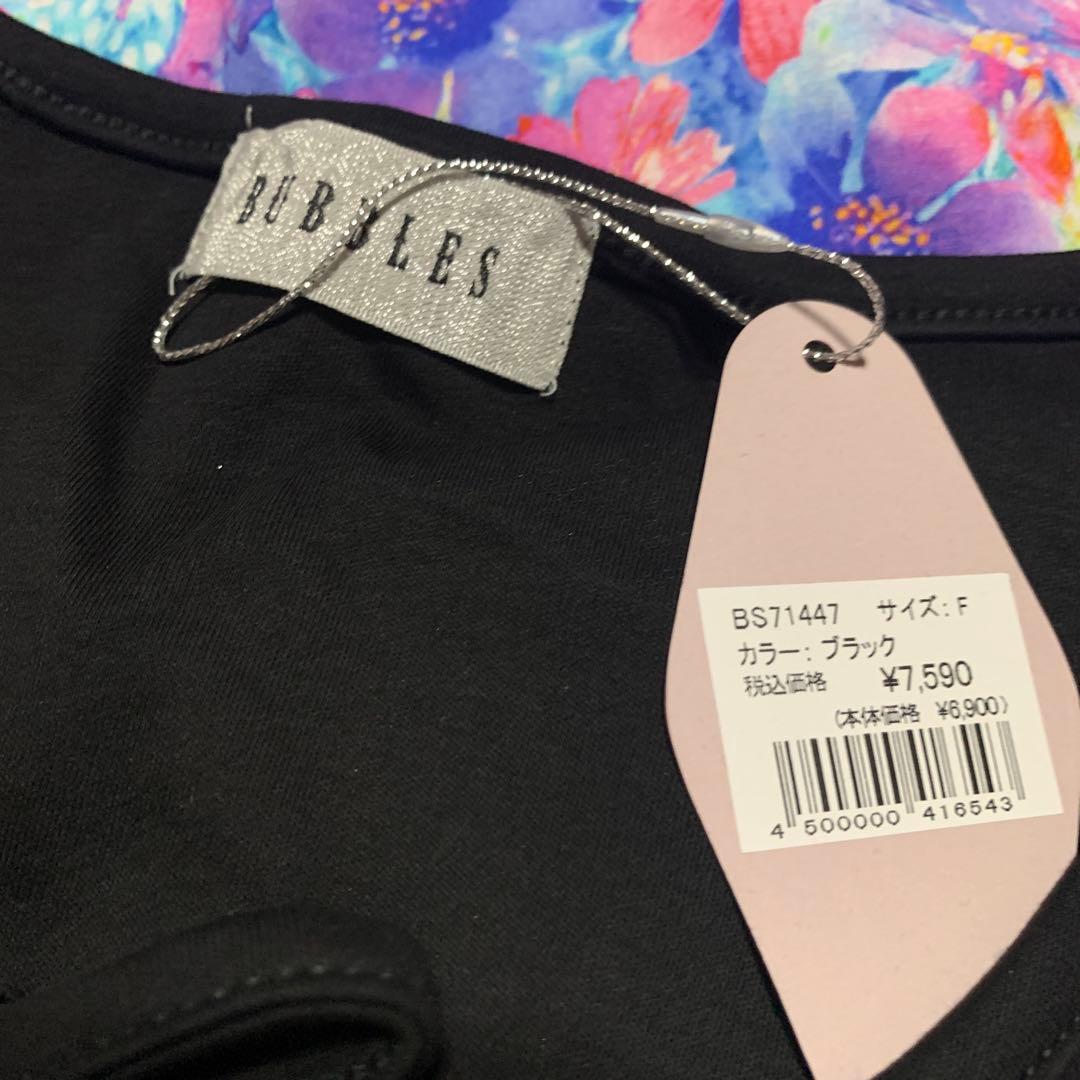 BUBBLES
BS71447 サイズ: F
カラー: ブラック
税込価格 ¥7,590
(本体価格 ¥6,900)
4 500000 416543